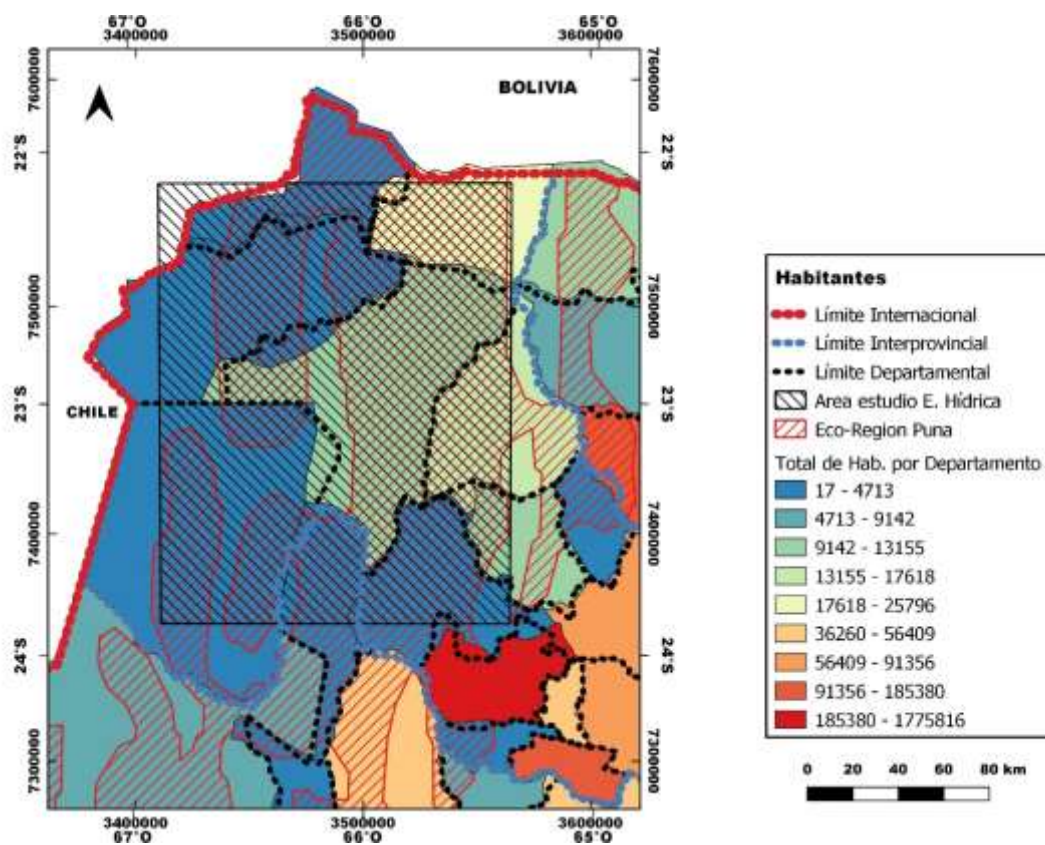 67°O 66°O 65°O
3400000 3500000 3600000
BOLIVIA
CHILE
7600000
22°S
7500000
23°S
7400000
24°S
7300000
7600000
22°S
7500000
23°S
7400000
24°S
7300000
3400000 3500000 3600000
67°O 66°O 65°O
Habitantes
Límite Internacional
Límite Interprovincial
Límite Departamental
Area estudio E. Hídrica
Eco-Region Puna
Total de Hab. por Departamento
17 - 4713
4713 - 9142
9142 - 13155
13155 - 17618
17618 - 25796
36260 - 56409
56409 - 91356
91356 - 185380
185380 - 1775816
0 20 40 60 80 km